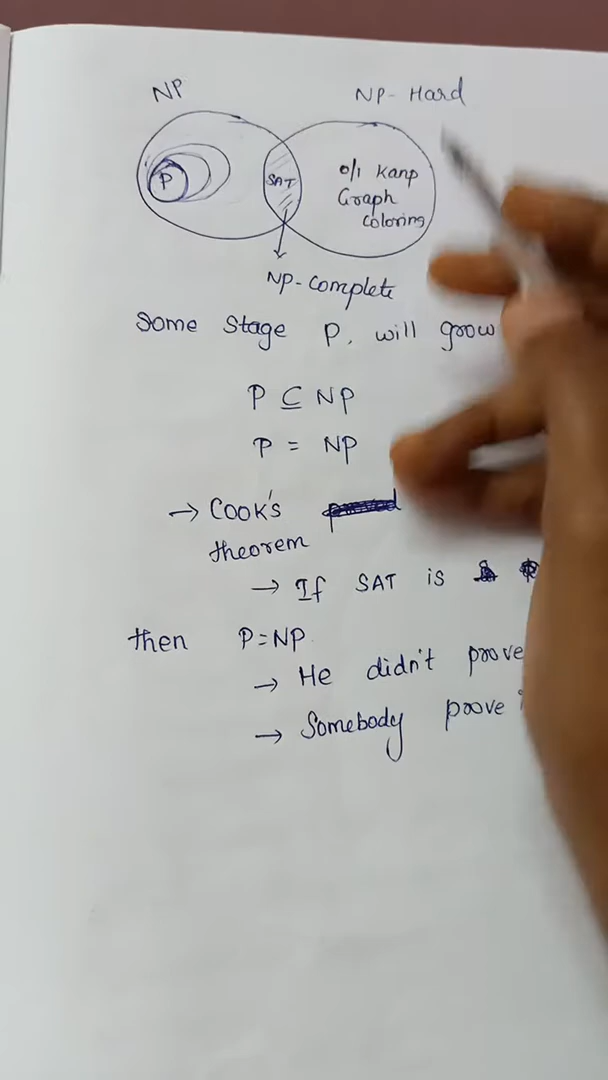 NP
NP-Hard
P
SAT
0/1 Kanp
Graph
coloring
NP-Complete
Some stage P, will grow
P ⊆ NP
P = NP
→ Cook's
theorem
→ If SAT is
then P=NP
→ He didn't prove
→ Somebody proove